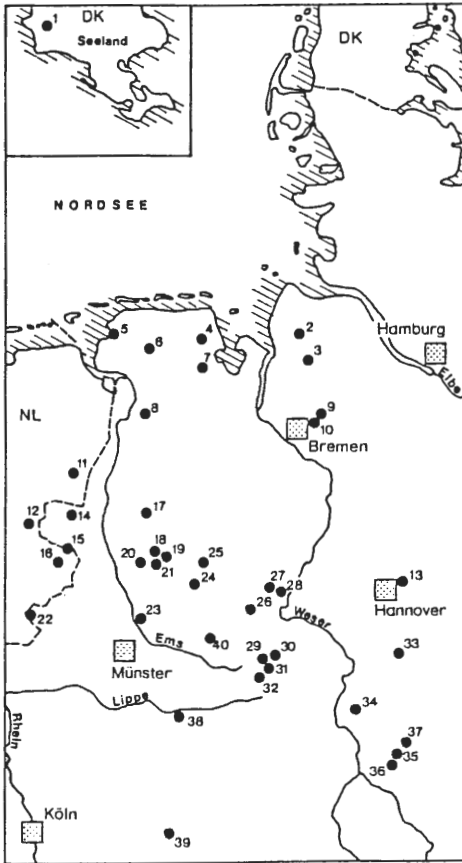 1
DK
Seeland
DK
NORDSEE
5
6
4
7
2
3
Hamburg
Elbe
NL
8
9
10
Bremen
11
12
14
17
15
16
18
19
20
21
25
24
27
28
13
Hannover
22
23
26
Weser
Ems
40
29
30
31
32
33
Münster
Lippe
38
34
Rhein
37
35
36
Köln
39